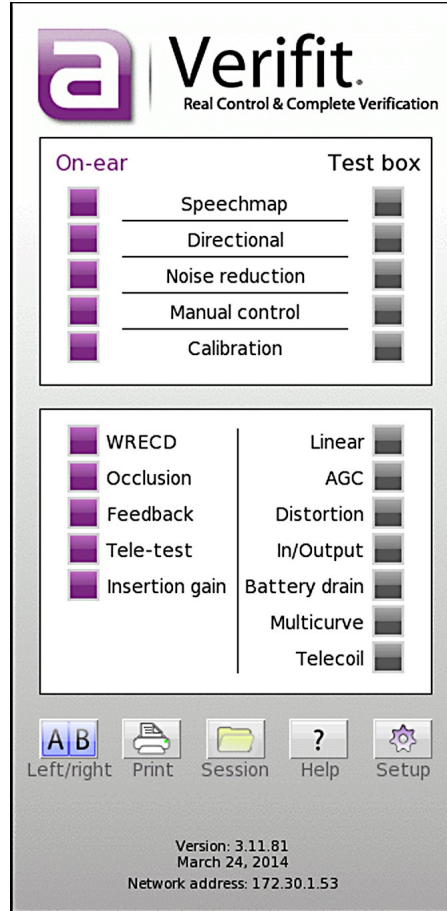 a
Verifit.
Real Control & Complete Verification
On-ear Test box
Speechmap
Directional
Noise reduction
Manual control
Calibration
WRECD Linear
Occlusion AGC
Feedback Distortion
Tele-test In/Output
Insertion gain Battery drain
Multicurve
Telecoil
A B ?
Left/right Print Session Help Setup
Version: 3.11.81
March 24, 2014
Network address: 172.30.1.53